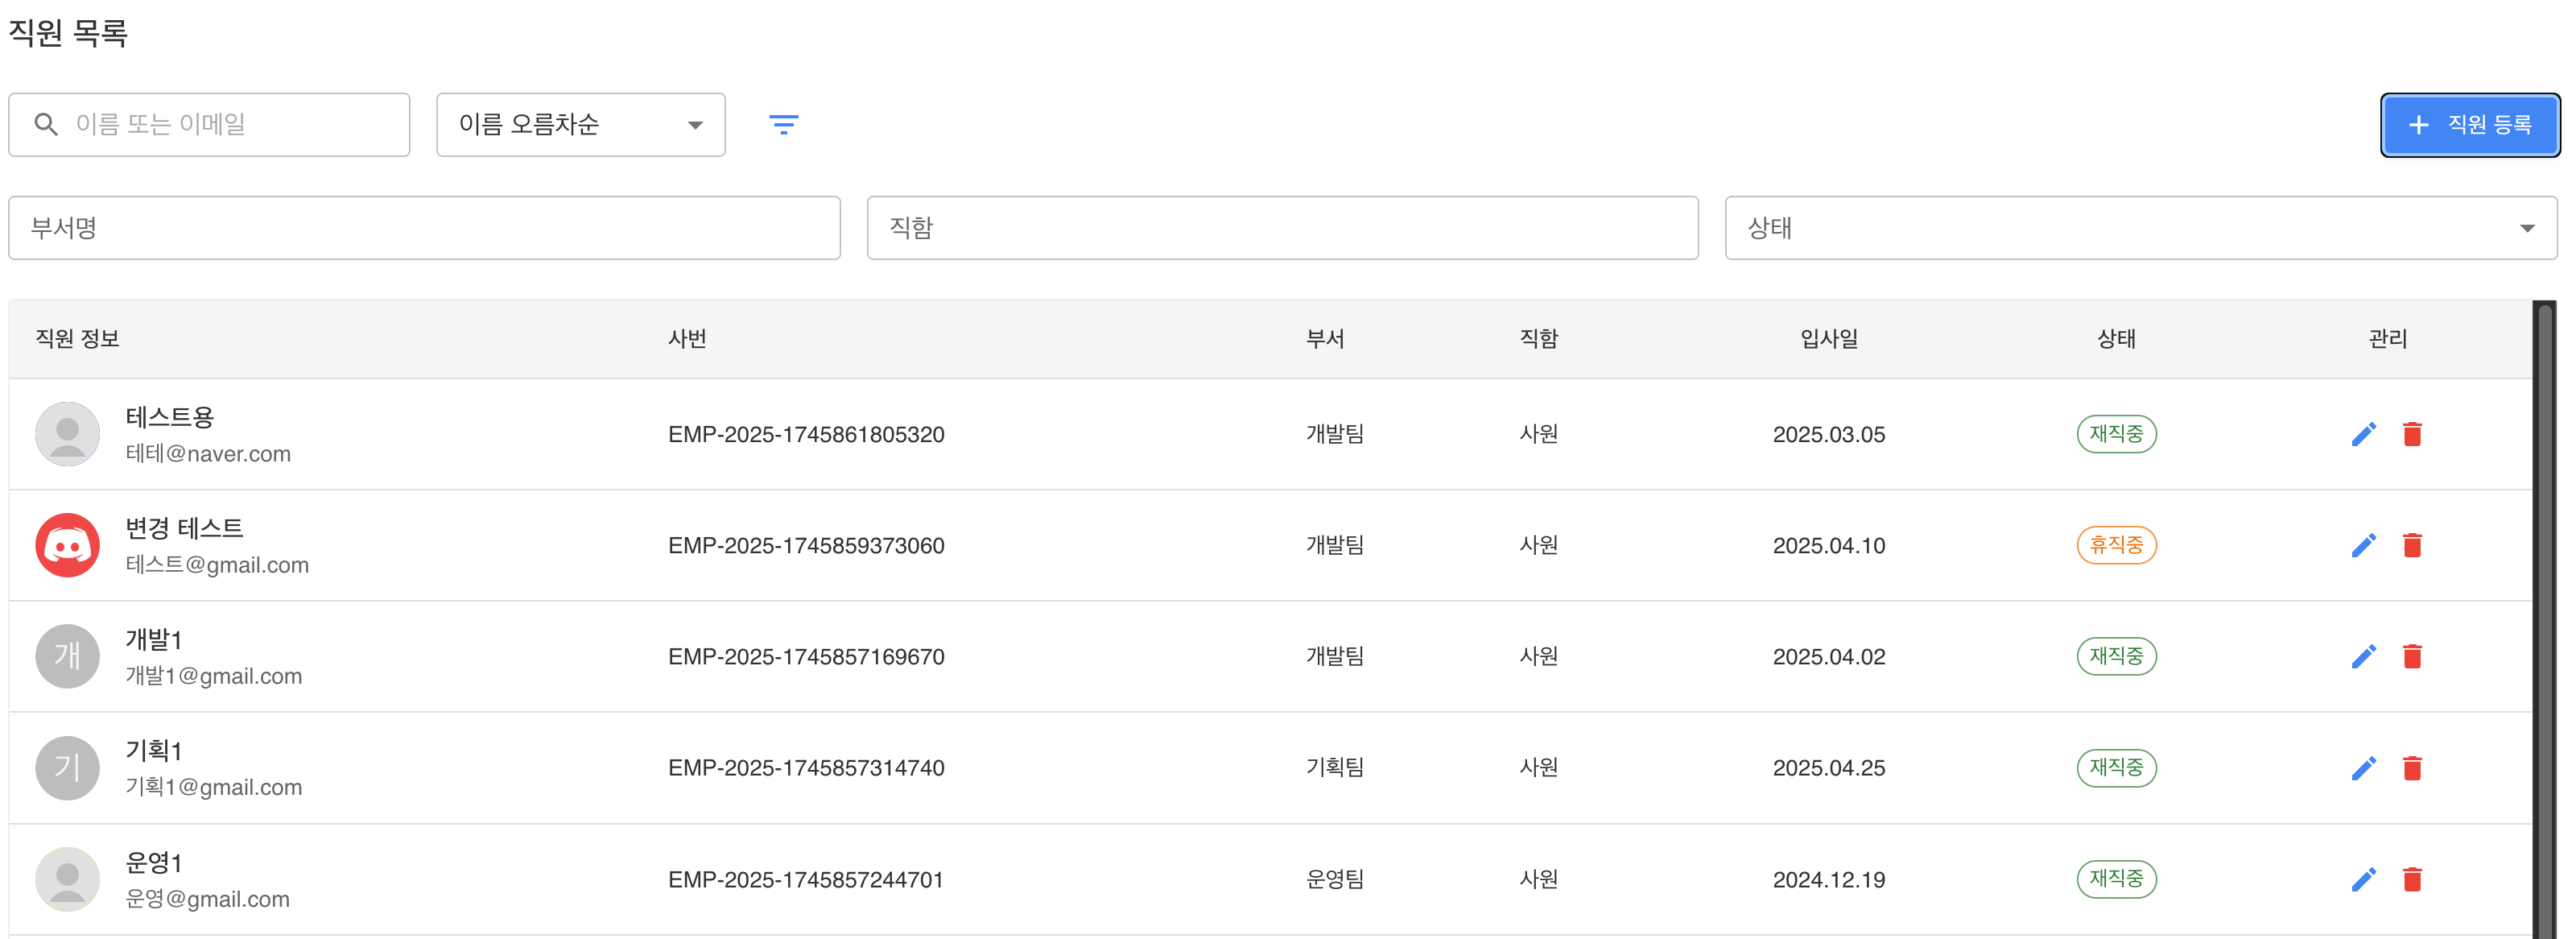 직원 목록
이름 또는 이메일 이름 오름차순 + 직원 등록
부서명 직함 상태
직원 정보 사번 부서 직함 입사일 상태 관리
테스트용
테테@naver.com EMP-2025-1745861805320 개발팀 사원 2025.03.05 재직중
변경 테스트
테스트@gmail.com EMP-2025-1745859373060 개발팀 사원 2025.04.10 휴직중
개 개발1
개발1@gmail.com EMP-2025-1745857169670 개발팀 사원 2025.04.02 재직중
기 기획1
기획1@gmail.com EMP-2025-1745857314740 기획팀 사원 2025.04.25 재직중
운영1
운영@gmail.com EMP-2025-1745857244701 운영팀 사원 2024.12.19 재직중